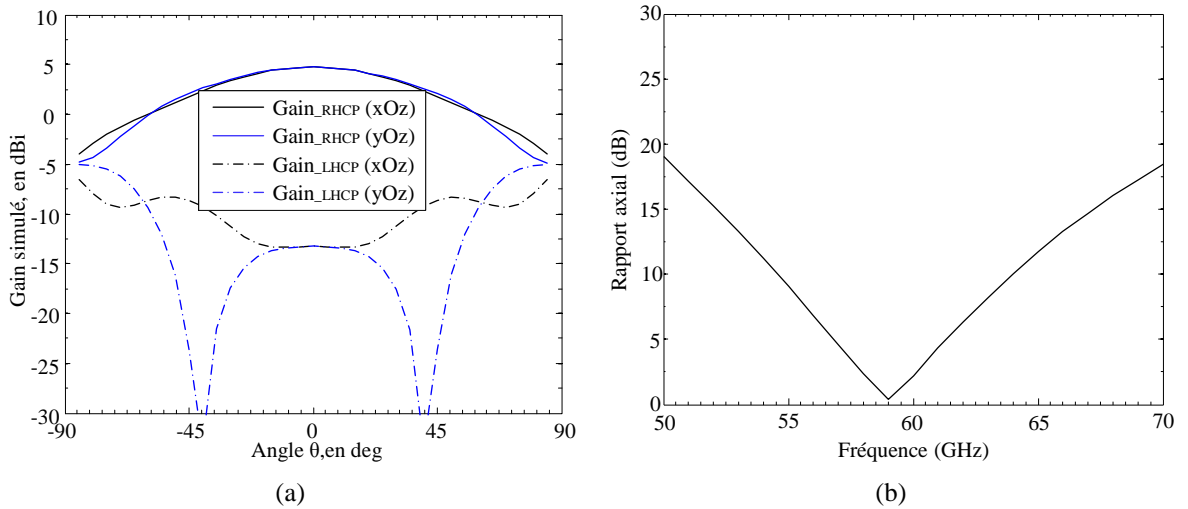 10
5
0
-5
-10
-15
-20
-25
-30
-90
-45
0
45
90
Gain simulé, en dBi
Angle θ,en deg
Gain_RHCP (xOz)
Gain_RHCP (yOz)
Gain_LHCP (xOz)
Gain_LHCP (yOz)
(a)
30
25
20
15
10
5
0
50
55
60
65
70
Rapport axial (dB)
Fréquence (GHz)
(b)